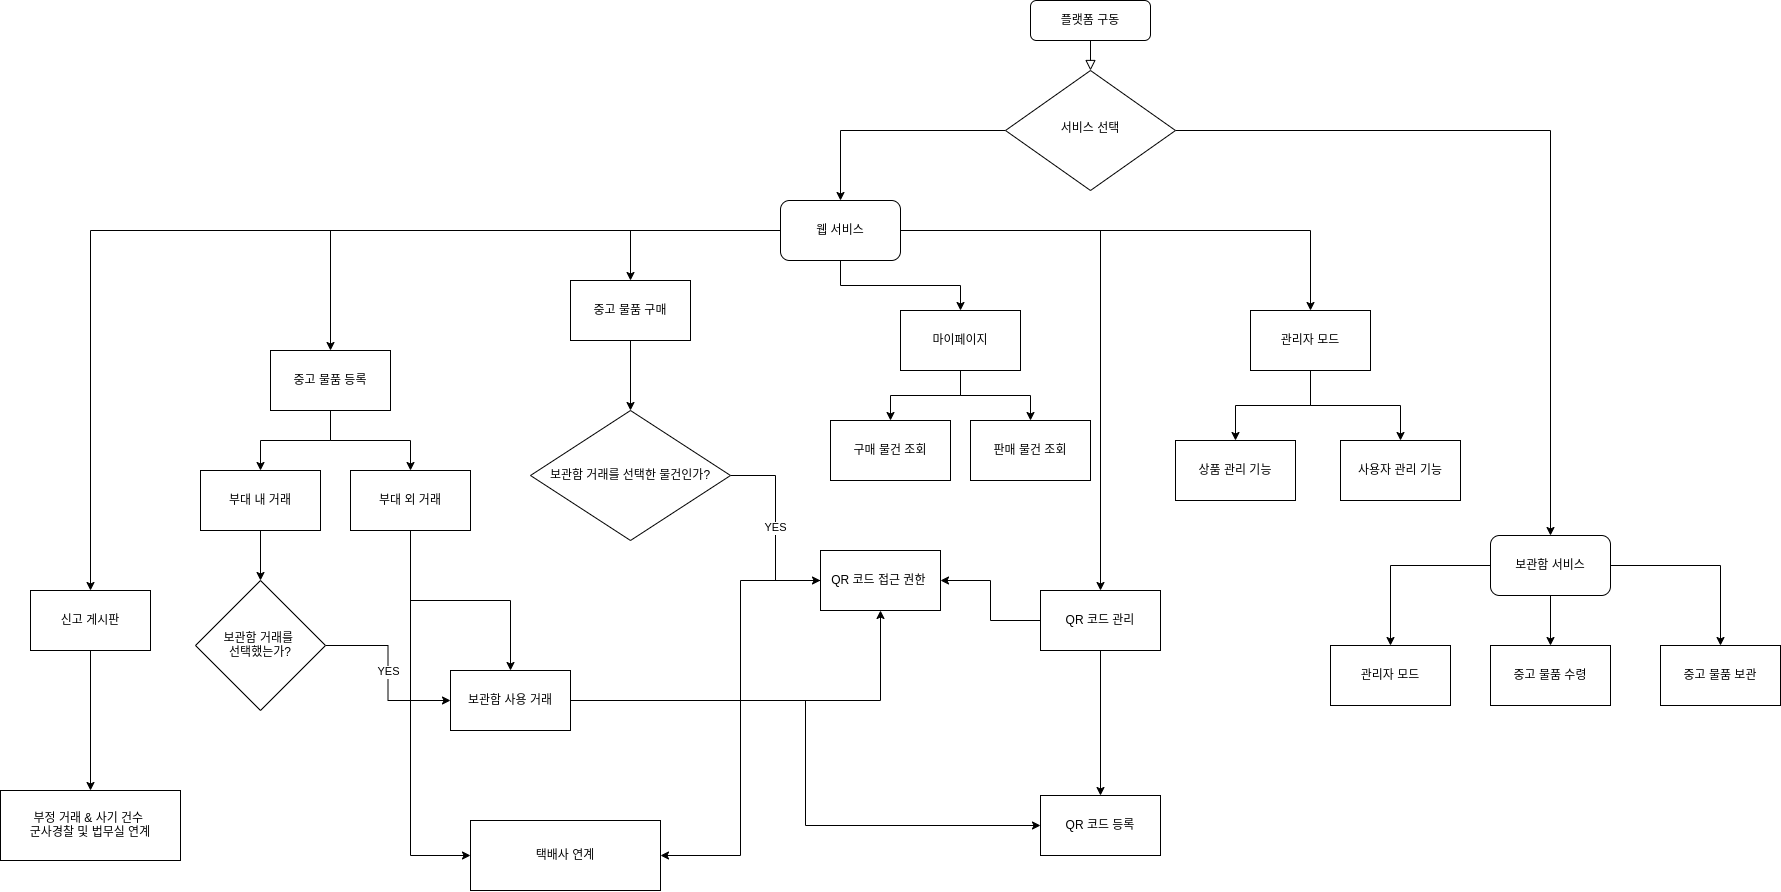 플랫폼 구동
서비스 선택
웹 서비스
중고 물품 구매
마이페이지
관리자 모드
중고 물품 등록
구매 물건 조회
판매 물건 조회
상품 관리 기능
사용자 관리 기능
보관함 거래를 선택한 물건인가?
부대 내 거래
부대 외 거래
YES
보관함 서비스
QR 코드 접근 권한
신고 게시판
QR 코드 관리
보관함 거래를
선택했는가?
YES
보관함 사용 거래
관리자 모드
중고 물품 수령
중고 물품 보관
부정 거래 & 사기 건수
군사경찰 및 법무실 연계
QR 코드 등록
택배사 연계